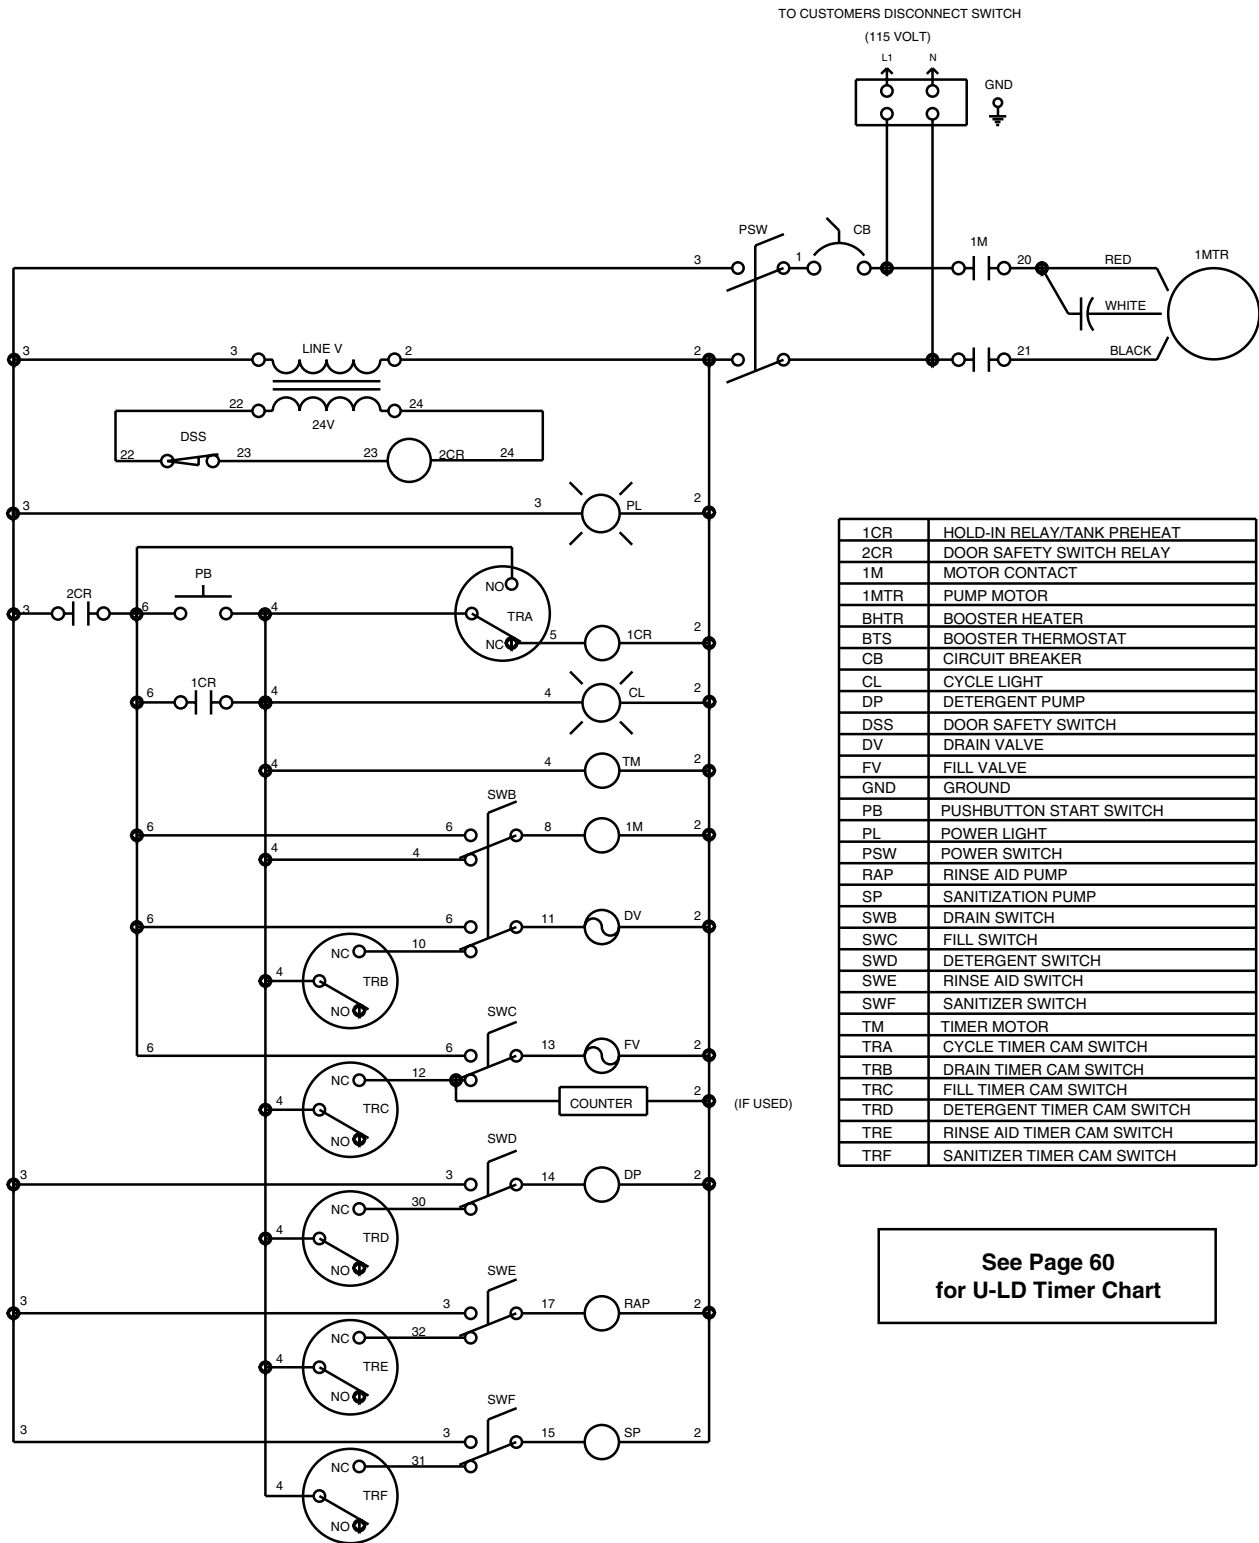 TO CUSTOMERS DISCONNECT SWITCH
(115 VOLT)
L1 N
GND
PSW CB 1M 1MTR
3 1 20 RED
WHITE
3 3 LINE V 2 2 21 BLACK
22 24
24V
DSS
22 23 23 2CR 24
3 3 PL 2
PB
NO
2CR TRA
3 6 4
NC 5 1CR 2
1CR
6 4 4 CL 2
4 4 TM 2
SWB
6 6 8 1M 2
4 4
6 6 11 DV 2
NC 10
4 TRB
NO
SWC
6 6 13 FV 2
NC 12
COUNTER 2 (IF USED)
4 TRC
NO
SWD
3 3 14 DP 2
NC 30
4 TRD
NO
SWE
3 3 17 RAP 2
NC 32
4 TRE
NO
SWF
3 3 15 SP 2
NC 31
4 TRF
NO
1CR HOLD-IN RELAY/TANK PREHEAT
2CR DOOR SAFETY SWITCH RELAY
1M MOTOR CONTACT
1MTR PUMP MOTOR
BHTR BOOSTER HEATER
BTS BOOSTER THERMOSTAT
CB CIRCUIT BREAKER
CL CYCLE LIGHT
DP DETERGENT PUMP
DSS DOOR SAFETY SWITCH
DV DRAIN VALVE
FV FILL VALVE
GND GROUND
PB PUSHBUTTON START SWITCH
PL POWER LIGHT
PSW POWER SWITCH
RAP RINSE AID PUMP
SP SANITIZATION PUMP
SWB DRAIN SWITCH
SWC FILL SWITCH
SWD DETERGENT SWITCH
SWE RINSE AID SWITCH
SWF SANITIZER SWITCH
TM TIMER MOTOR
TRA CYCLE TIMER CAM SWITCH
TRB DRAIN TIMER CAM SWITCH
TRC FILL TIMER CAM SWITCH
TRD DETERGENT TIMER CAM SWITCH
TRE RINSE AID TIMER CAM SWITCH
TRF SANITIZER TIMER CAM SWITCH
See Page 60
for U-LD Timer Chart